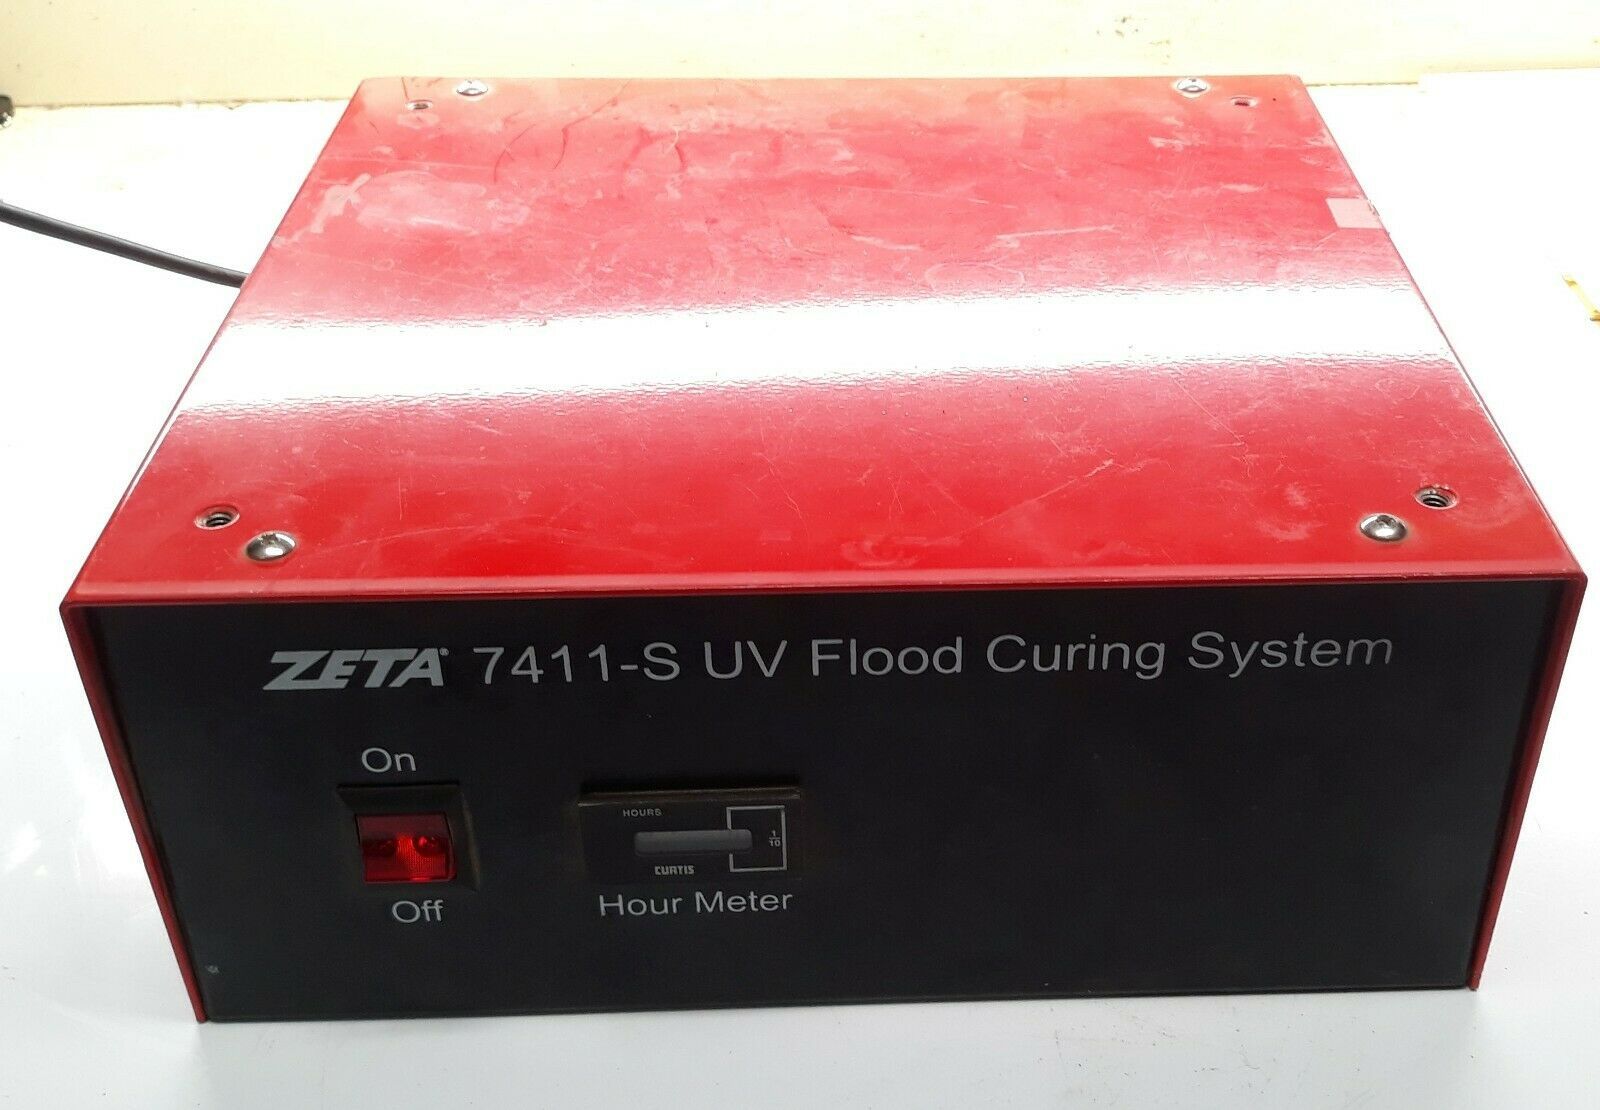 ZETA® 7411-S UV Flood Curing System
On
HOURS
1/10
CURTIS
Off
Hour Meter